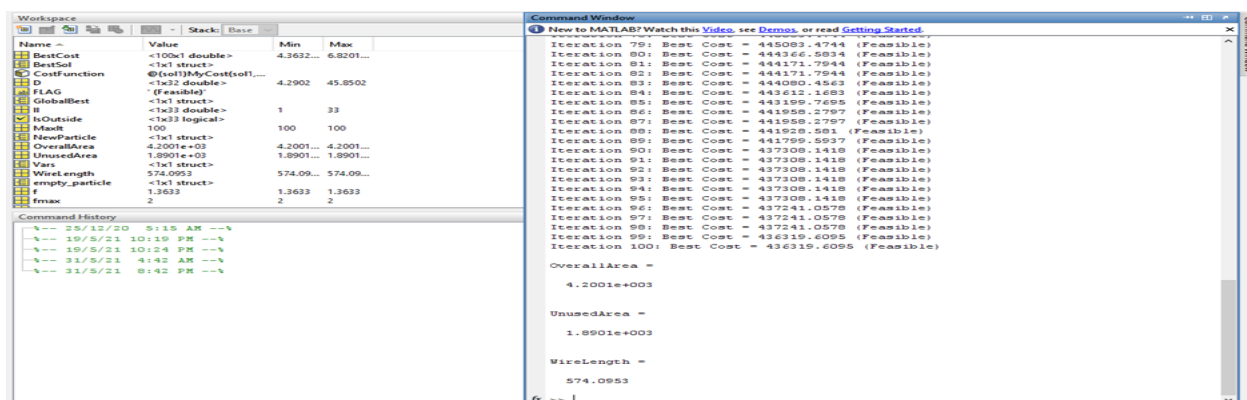 Workspace
Stack: Base
Name Value Min Max
BestCost <100x1 double> 4.3632... 6.8201...
BestSol <1x1 struct>
CostFunction @(sol1)MyCost(sol1,...
D <1x32 double> 4.2902 45.8502
FLAG ' (Feasible)'
GlobalBest <1x1 struct>
II <1x33 double> 1 33
IsOutside <1x33 logical>
MaxIt 100 100 100
NewParticle <1x1 struct>
OverallArea 4.2001e+03 4.2001... 4.2001...
UnusedArea 1.8901e+03 1.8901... 1.8901...
Vars <1x1 struct>
WireLength 574.0953 574.09... 574.09...
empty_particle <1x1 struct>
f 1.3633 1.3633 1.3633
fmax 2 2 2
Command History
%-- 25/12/20 5:15 AM --%
%-- 19/5/21 10:19 PM --%
%-- 19/5/21 10:24 PM --%
%-- 31/5/21 4:42 AM --%
%-- 31/5/21 8:42 PM --%
Command Window
New to MATLAB? Watch this Video, see Demos, or read Getting Started.
Iteration 79: Best Cost = 445083.4744 (Feasible)
Iteration 80: Best Cost = 444366.5834 (Feasible)
Iteration 81: Best Cost = 444171.7944 (Feasible)
Iteration 82: Best Cost = 444171.7944 (Feasible)
Iteration 83: Best Cost = 444080.4563 (Feasible)
Iteration 84: Best Cost = 443612.1683 (Feasible)
Iteration 85: Best Cost = 443199.7695 (Feasible)
Iteration 86: Best Cost = 441958.2797 (Feasible)
Iteration 87: Best Cost = 441958.2797 (Feasible)
Iteration 88: Best Cost = 441928.581 (Feasible)
Iteration 89: Best Cost = 441799.5937 (Feasible)
Iteration 90: Best Cost = 437308.1418 (Feasible)
Iteration 91: Best Cost = 437308.1418 (Feasible)
Iteration 92: Best Cost = 437308.1418 (Feasible)
Iteration 93: Best Cost = 437308.1418 (Feasible)
Iteration 94: Best Cost = 437308.1418 (Feasible)
Iteration 95: Best Cost = 437308.1418 (Feasible)
Iteration 96: Best Cost = 437241.0578 (Feasible)
Iteration 97: Best Cost = 437241.0578 (Feasible)
Iteration 98: Best Cost = 437241.0578 (Feasible)
Iteration 99: Best Cost = 436319.6095 (Feasible)
Iteration 100: Best Cost = 436319.6095 (Feasible)
OverallArea =
4.2001e+003
UnusedArea =
1.8901e+003
WireLength =
574.0953
fx >>